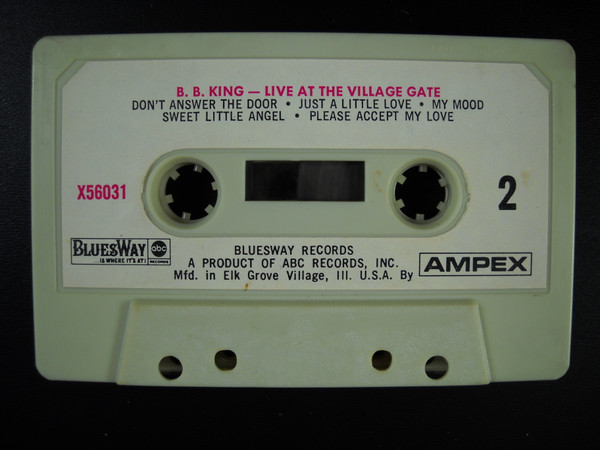 B. B. KING — LIVE AT THE VILLAGE GATE
DON'T ANSWER THE DOOR • JUST A LITTLE LOVE • MY MOOD
SWEET LITTLE ANGEL • PLEASE ACCEPT MY LOVE
X56031
2
BLUESWAY abc
...IS WHERE IT'S AT! RECORDS
BLUESWAY RECORDS
A PRODUCT OF ABC RECORDS, INC.
Mfd. in Elk Grove Village, Ill. U.S.A. By AMPEX